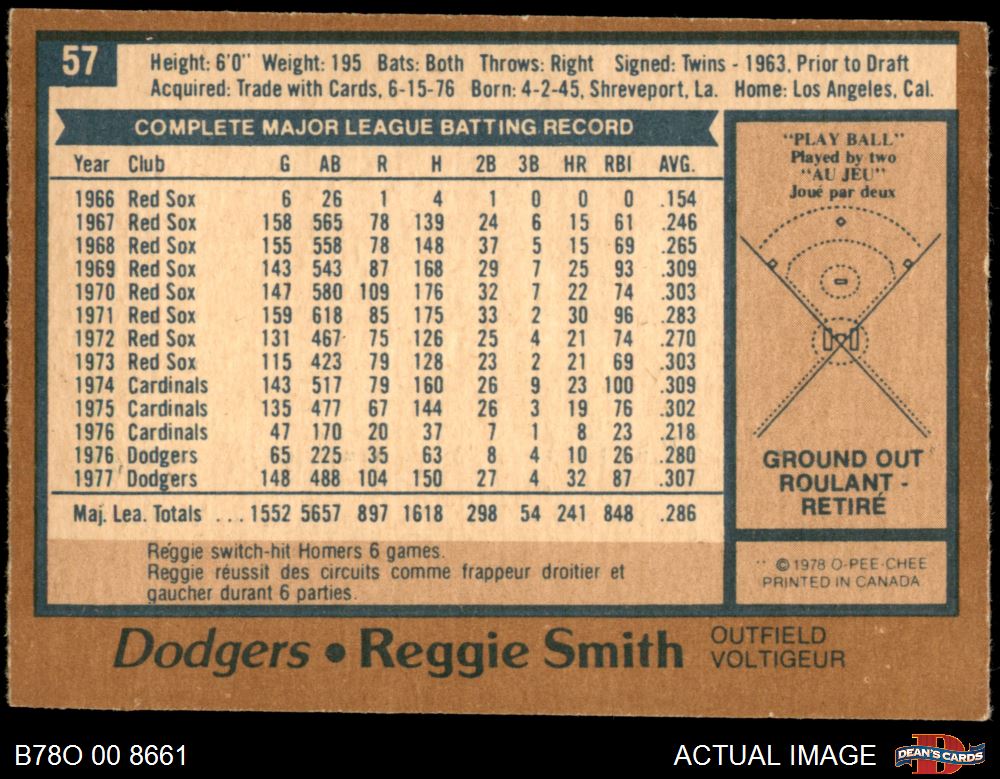 57
Height: 6'0" Weight: 195 Bats: Both Throws: Right Signed: Twins - 1963, Prior to Draft
Acquired: Trade with Cards, 6-15-76 Born: 4-2-45, Shreveport, La. Home: Los Angeles, Cal.
COMPLETE MAJOR LEAGUE BATTING RECORD
Year Club G AB R H 2B 3B HR RBI AVG.
1966 Red Sox 6 26 1 4 1 0 0 0 .154
1967 Red Sox 158 565 78 139 24 6 15 61 .246
1968 Red Sox 155 558 78 148 37 5 15 69 .265
1969 Red Sox 143 543 87 168 29 7 25 93 .309
1970 Red Sox 147 580 109 176 32 7 22 74 .303
1971 Red Sox 159 618 85 175 33 2 30 96 .283
1972 Red Sox 131 467 75 126 25 4 21 74 .270
1973 Red Sox 115 423 79 128 23 2 21 69 .303
1974 Cardinals 143 517 79 160 26 9 23 100 .309
1975 Cardinals 135 477 67 144 26 3 19 76 .302
1976 Cardinals 47 170 20 37 7 1 8 23 .218
1976 Dodgers 65 225 35 63 8 4 10 26 .280
1977 Dodgers 148 488 104 150 27 4 32 87 .307
Maj. Lea. Totals ... 1552 5657 897 1618 298 54 241 848 .286
Reggie switch-hit Homers 6 games.
Reggie réussit des circuits comme frappeur droitier et
gaucher durant 6 parties.
"PLAY BALL"
Played by two
"AU JEU"
Joué par deux
GROUND OUT
ROULANT -
RETIRÉ
©1978 O-PEE-CHEE
PRINTED IN CANADA
Dodgers • Reggie Smith
OUTFIELD
VOLTIGEUR
B78O 00 8661
ACTUAL IMAGE
DEAN'S CARDS